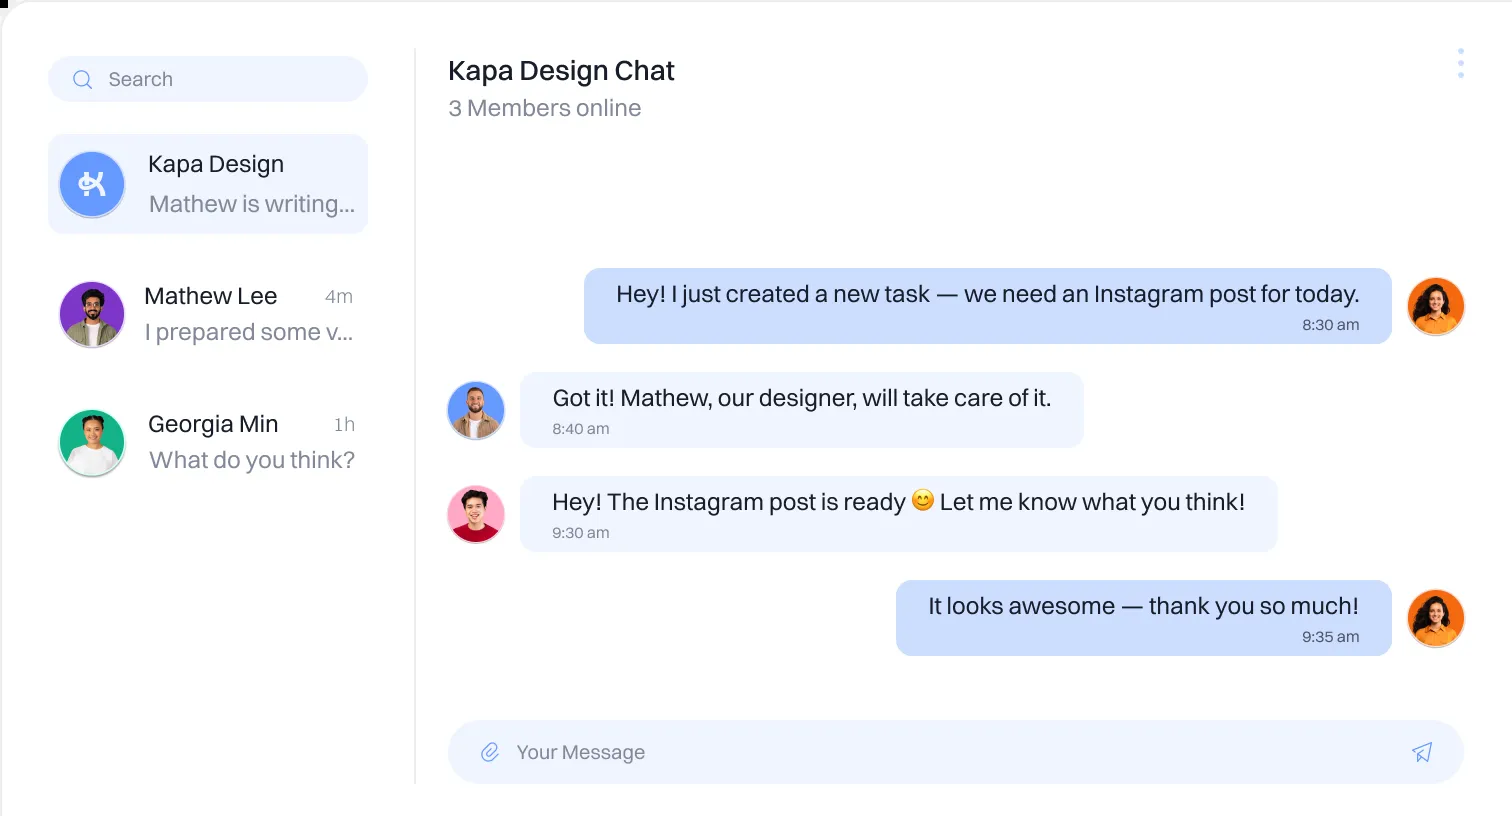 Search
Kapa Design
Mathew is writing...
Mathew Lee 4m
I prepared some v...
Georgia Min 1h
What do you think?
Kapa Design Chat
3 Members online
Hey! I just created a new task — we need an Instagram post for today.
8:30 am
Got it! Mathew, our designer, will take care of it.
8:40 am
Hey! The Instagram post is ready 😊 Let me know what you think!
9:30 am
It looks awesome — thank you so much!
9:35 am
Your Message